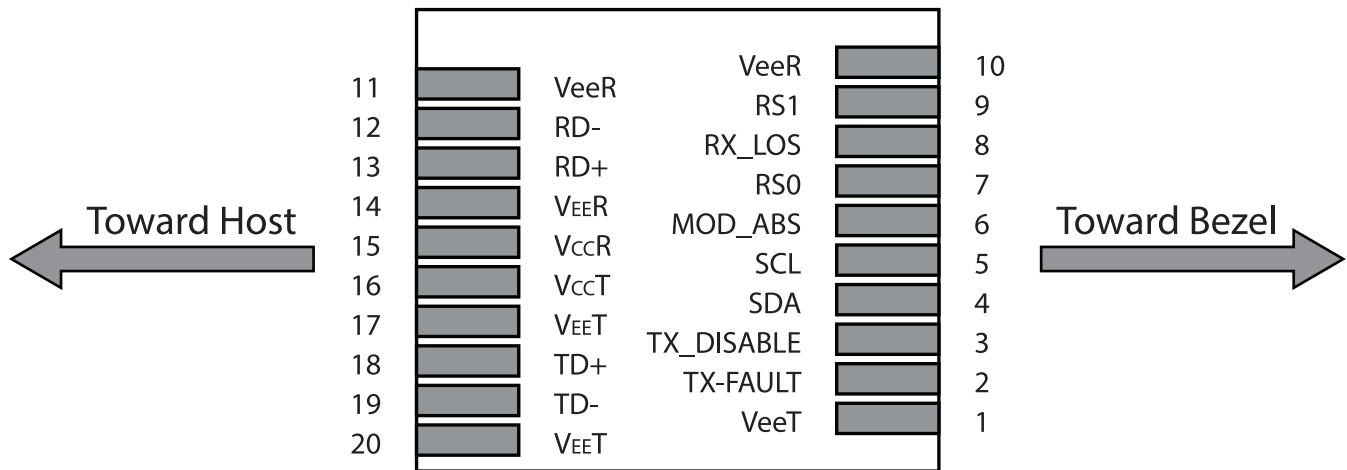 VeeR 10
11 VeeR RS1 9
12 RD- RX_LOS 8
13 RD+ RS0 7
14 VEER MOD_ABS 6
Toward Host Toward Bezel
15 VCCR SCL 5
16 VCCT SDA 4
17 VEET TX_DISABLE 3
18 TD+ TX-FAULT 2
19 TD- VeeT 1
20 VEET